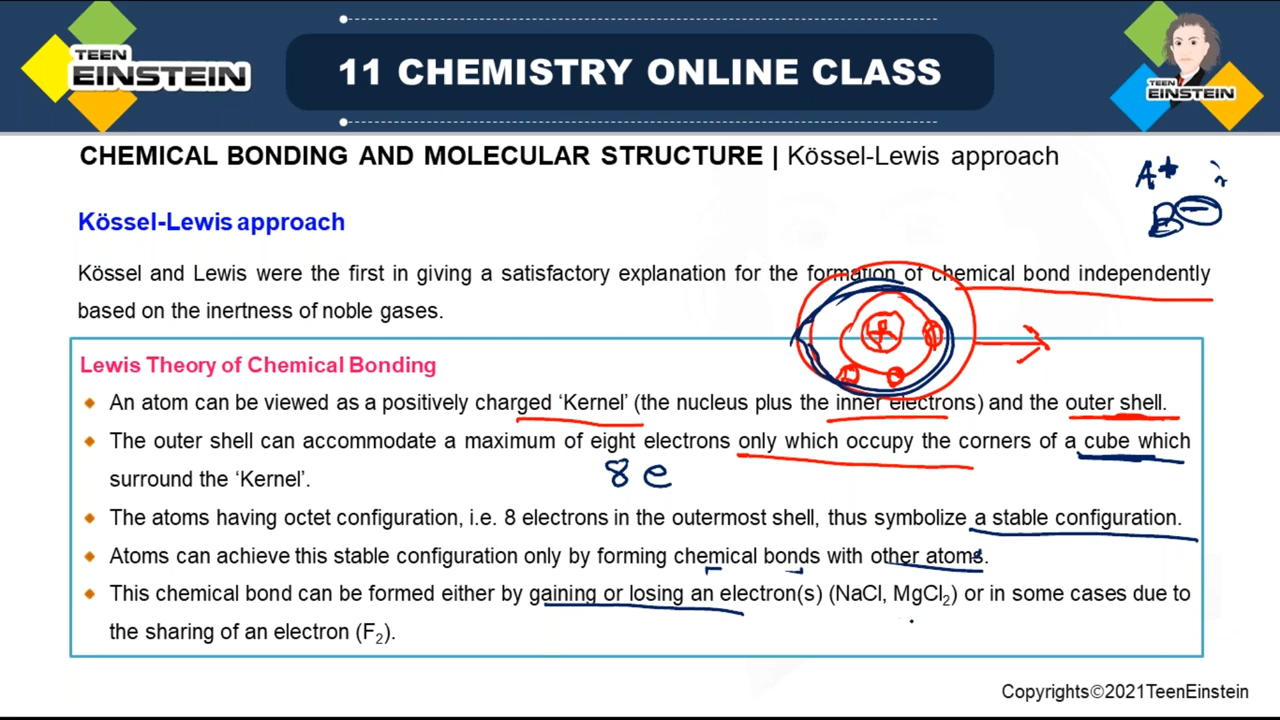 TEEN
EINSTEIN
11 CHEMISTRY ONLINE CLASS
TEEN
EINSTEIN
CHEMICAL BONDING AND MOLECULAR STRUCTURE | Kössel-Lewis approach
A+
B-
Kössel-Lewis approach
Kössel and Lewis were the first in giving a satisfactory explanation for the formation of chemical bond independently
based on the inertness of noble gases.
+
Lewis Theory of Chemical Bonding
◆ An atom can be viewed as a positively charged ‘Kernel’ (the nucleus plus the inner electrons) and the outer shell.
◆ The outer shell can accommodate a maximum of eight electrons only which occupy the corners of a cube which
surround the ‘Kernel’.
8 e
◆ The atoms having octet configuration, i.e. 8 electrons in the outermost shell, thus symbolize a stable configuration.
◆ Atoms can achieve this stable configuration only by forming chemical bonds with other atoms.
◆ This chemical bond can be formed either by gaining or losing an electron(s) (NaCl, MgCl₂) or in some cases due to
the sharing of an electron (F₂).
Copyrights©2021TeenEinstein